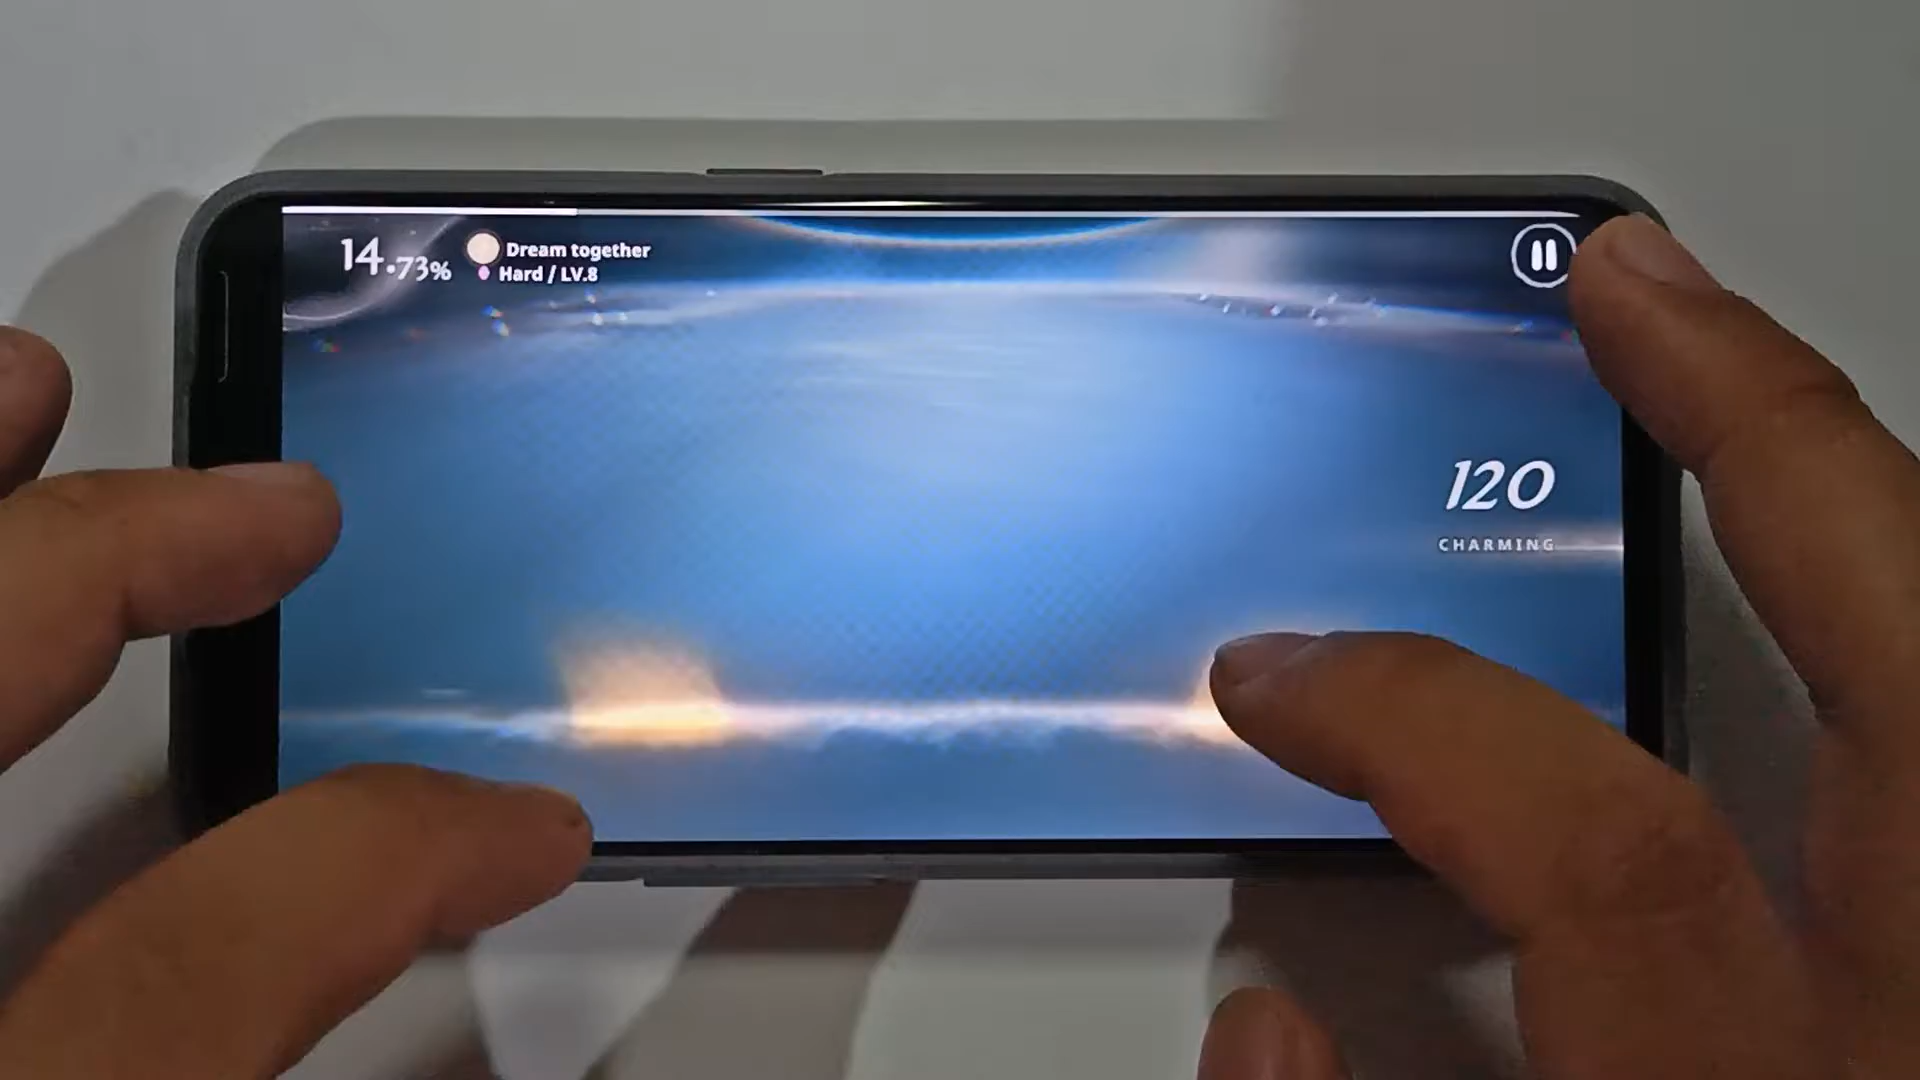 14.73%
Dream together
Hard / LV.8
120
CHARMING